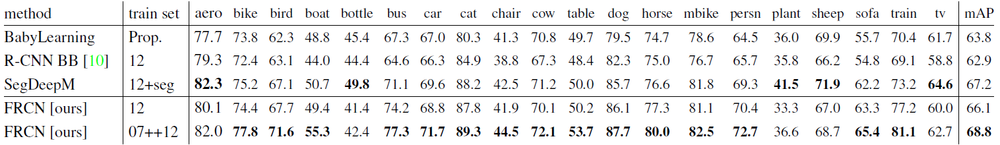 method train set aero bike bird boat bottle bus car cat chair cow table dog horse mbike persn plant sheep sofa train tv mAP
BabyLearning Prop. 77.7 73.8 62.3 48.8 45.4 67.3 67.0 80.3 41.3 70.8 49.7 79.5 74.7 78.6 64.5 36.0 69.9 55.7 70.4 61.7 63.8
R-CNN BB [10] 12 79.3 72.4 63.1 44.0 44.4 64.6 66.3 84.9 38.8 67.3 48.4 82.3 75.0 76.7 65.7 35.8 66.2 54.8 69.1 58.8 62.9
SegDeepM 12+seg 82.3 75.2 67.1 50.7 49.8 71.1 69.6 88.2 42.5 71.2 50.0 85.7 76.6 81.8 69.3 41.5 71.9 62.2 73.2 64.6 67.2
FRCN [ours] 12 80.1 74.4 67.7 49.4 41.4 74.2 68.8 87.8 41.9 70.1 50.2 86.1 77.3 81.1 70.4 33.3 67.0 63.3 77.2 60.0 66.1
FRCN [ours] 07++12 82.0 77.8 71.6 55.3 42.4 77.3 71.7 89.3 44.5 72.1 53.7 87.7 80.0 82.5 72.7 36.6 68.7 65.4 81.1 62.7 68.8